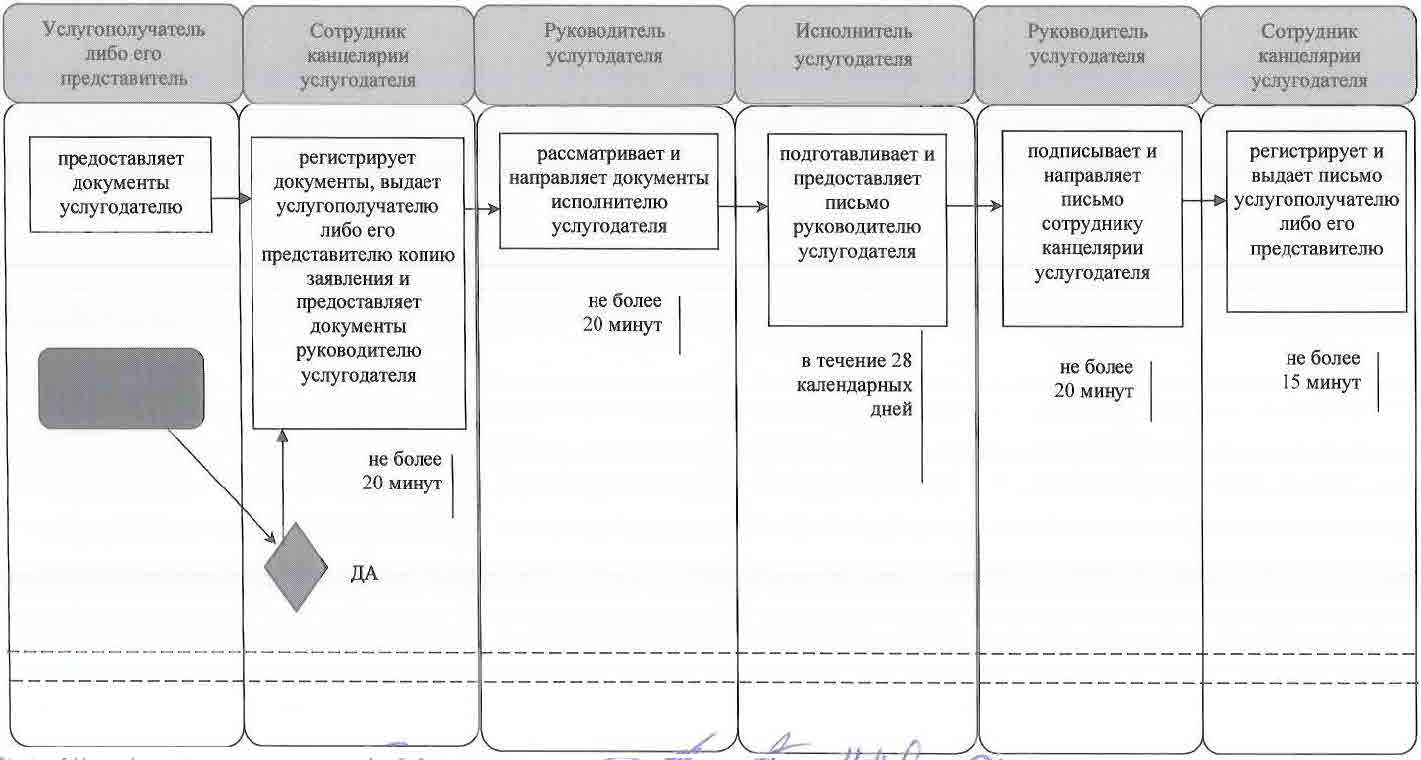 Услугополучатель
либо его
представитель
Сотрудник
канцелярии
услугодателя
Руководитель
услугодателя
Исполнитель
услугодателя
Руководитель
услугодателя
Сотрудник
канцелярии
услугодателя
предоставляет
документы
услугодателю
регистрирует
документы, выдает
услугополучателю
либо его
представителю копию
заявления и
предоставляет
документы
руководителю
услугодателя
не более
20 минут
ДА
рассматривает и
направляет документы
исполнителю
услугодателя
не более
20 минут
подготавливает и
предоставляет
письмо
руководителю
услугодателя
в течение 28
календарных
дней
подписывает и
направляет
письмо
сотруднику
канцелярии
услугодателя
не более
20 минут
регистрирует и
выдает письмо
услугополучателю
либо его
представителю
не более
15 минут